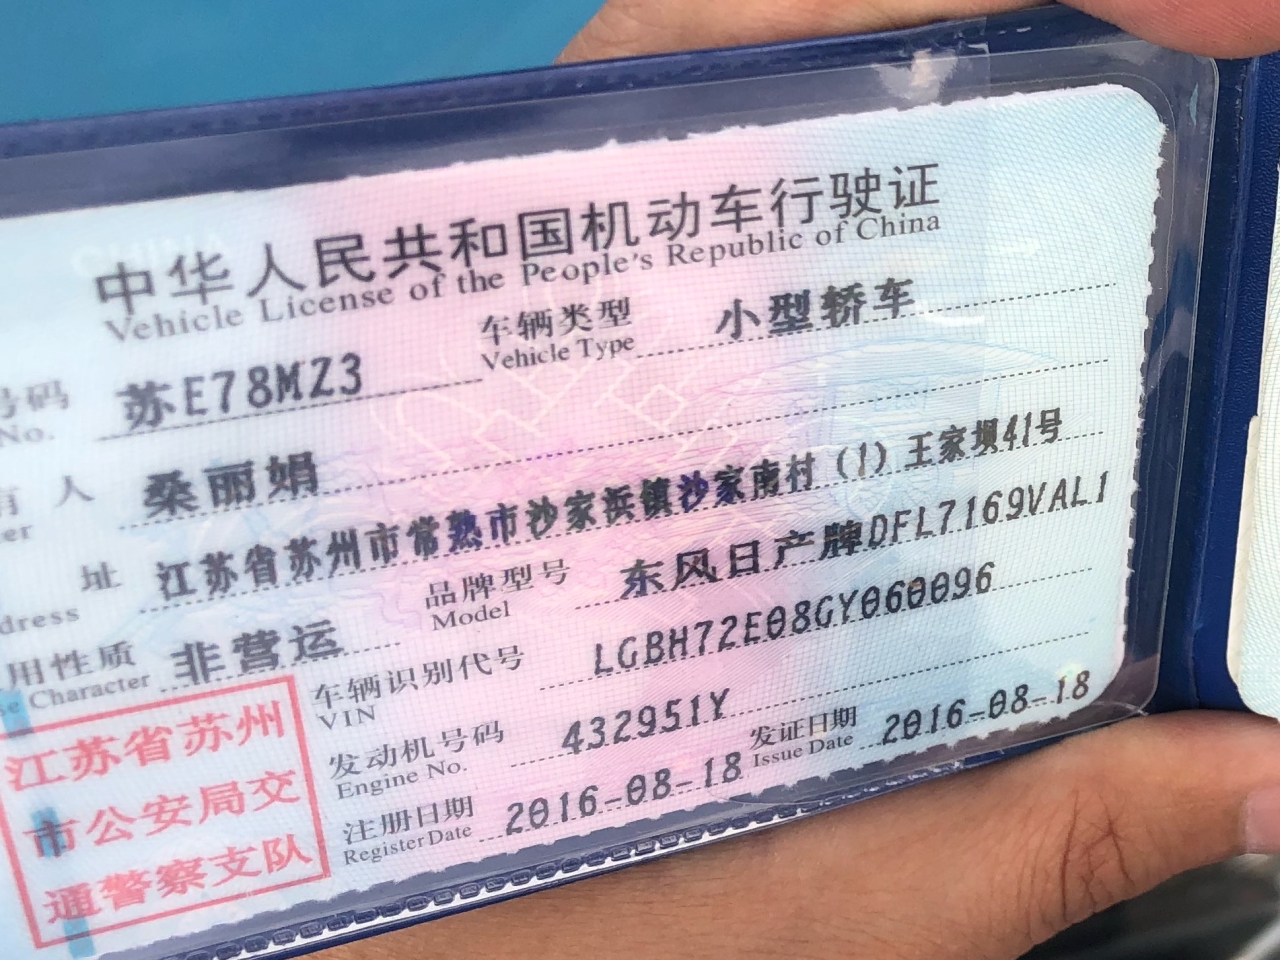 中华人民共和国机动车行驶证
Vehicle License of the People's Republic of China
号码 苏E78MZ3 车辆类型 小型轿车
No. Vehicle Type
人 桑丽娟
er
址 江苏省苏州市常熟市沙家浜镇沙家南村(1)王家坝41号
dress
品牌型号 东风日产牌DFL7169VAL1
Model
用性质 非营运
e Character
车辆识别代号 LGBH72E08GY060096
VIN
发动机号码 432951Y
Engine No.
发证日期 2016-08-18
Issue Date
注册日期 2016-08-18
Register Date
江苏省苏州
市公安局交
通警察支队